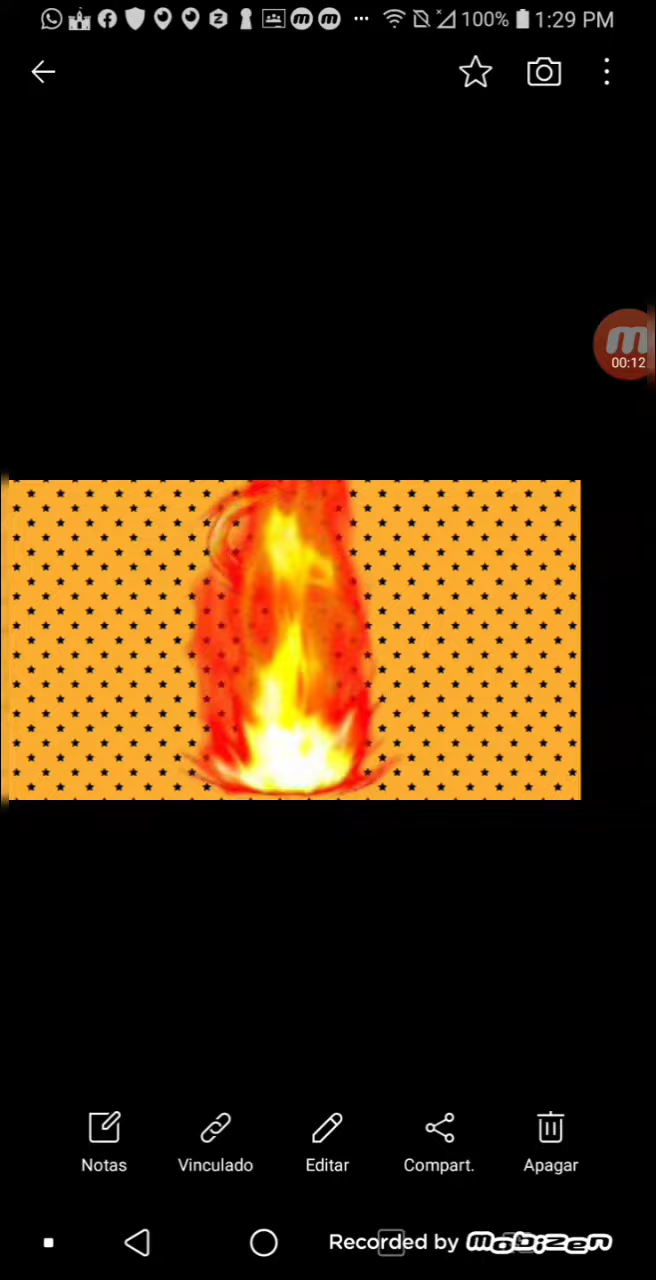 100% 1:29 PM
m
00:12
Notas Vinculado Editar Compart. Apagar
Recorded by mobizen